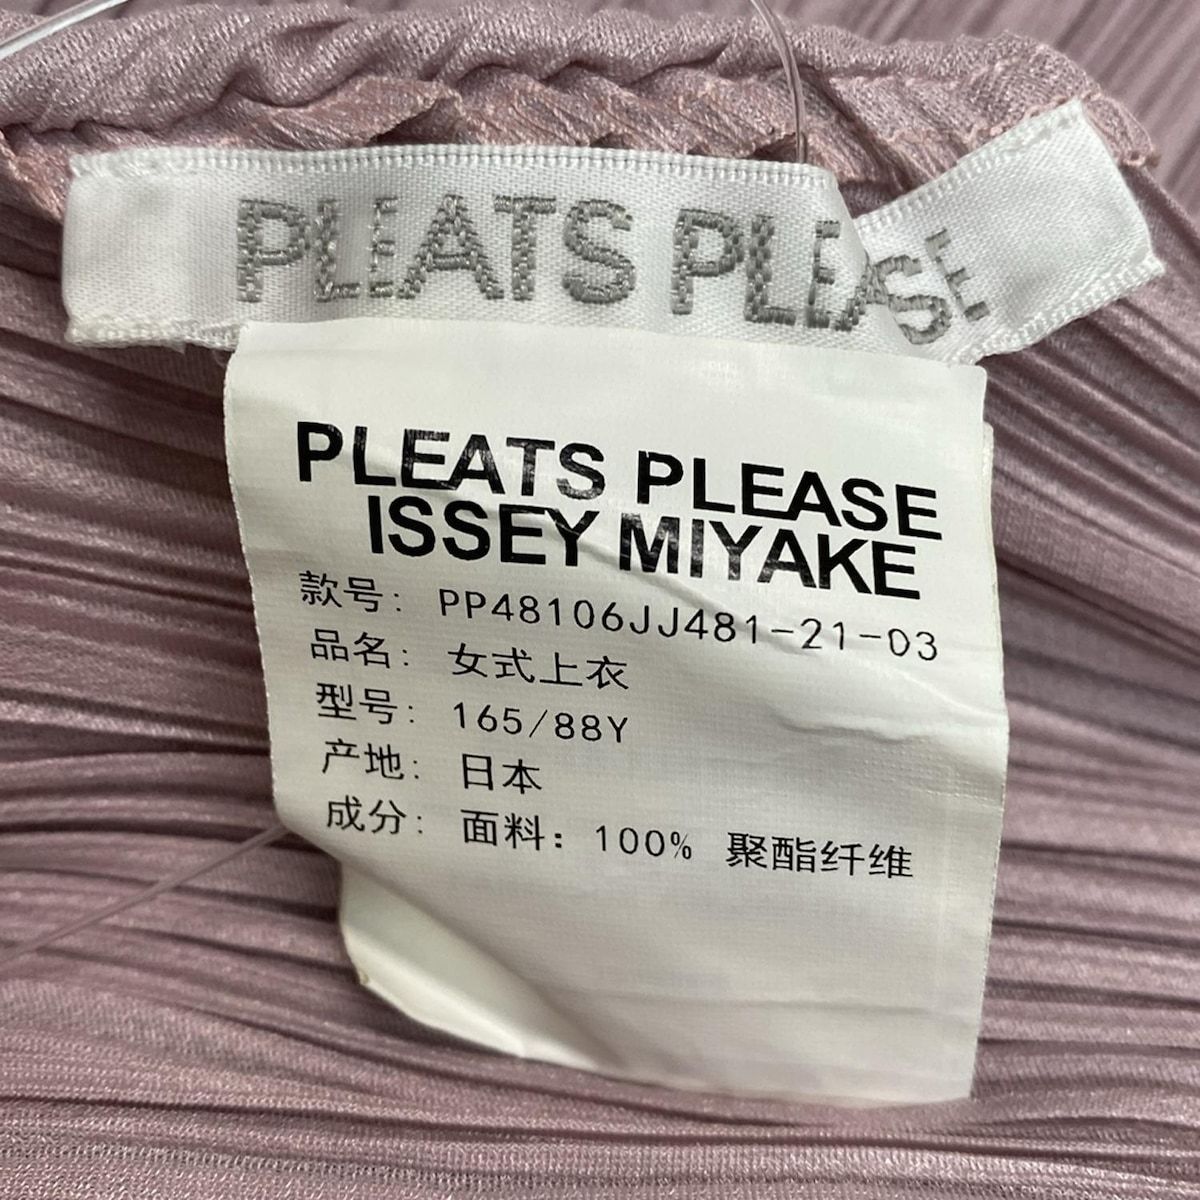 PLEATS PLEASE
PLEATS PLEASE
ISSEY MIYAKE
款号: PP48106JJ481-21-03
品名: 女式上衣
型号: 165/88Y
产地: 日本
成分: 面料: 100% 聚酯纤维